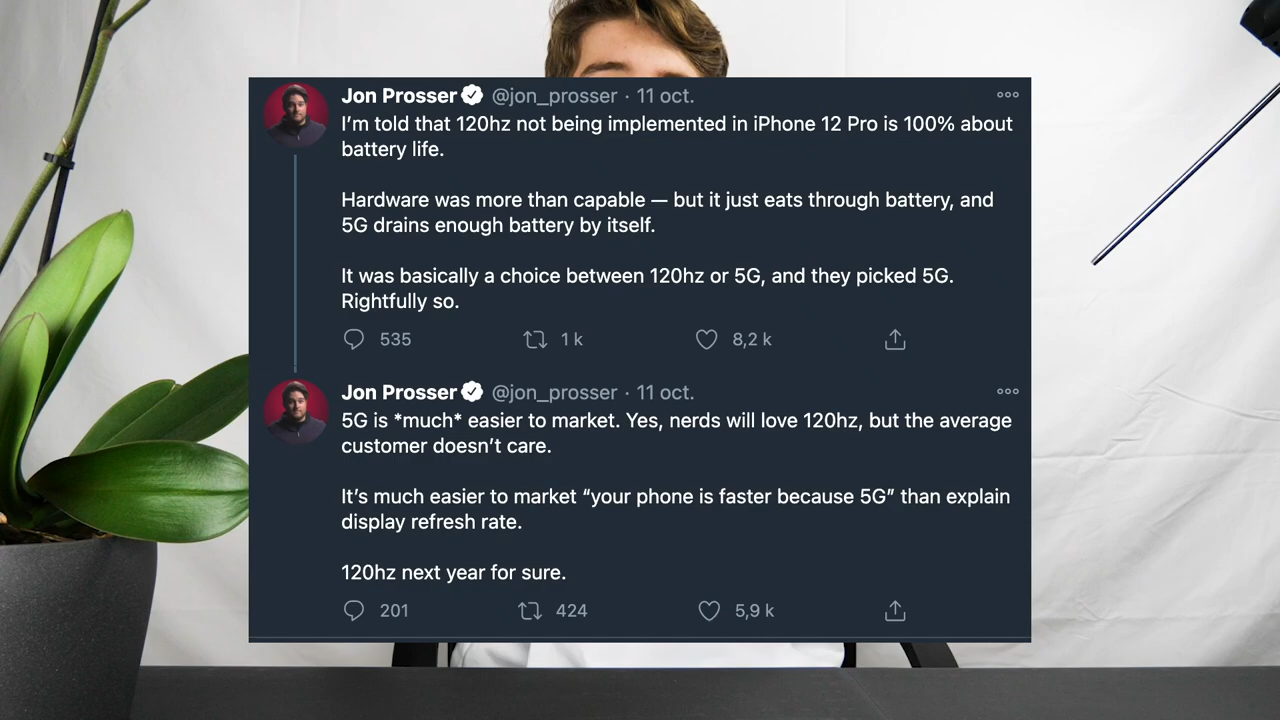 Jon Prosser @jon_prosser · 11 oct.
I’m told that 120hz not being implemented in iPhone 12 Pro is 100% about
battery life.
Hardware was more than capable — but it just eats through battery, and
5G drains enough battery by itself.
It was basically a choice between 120hz or 5G, and they picked 5G.
Rightfully so.
535 1 k 8,2 k
Jon Prosser @jon_prosser · 11 oct.
5G is *much* easier to market. Yes, nerds will love 120hz, but the average
customer doesn’t care.
It’s much easier to market “your phone is faster because 5G” than explain
display refresh rate.
120hz next year for sure.
201 424 5,9 k